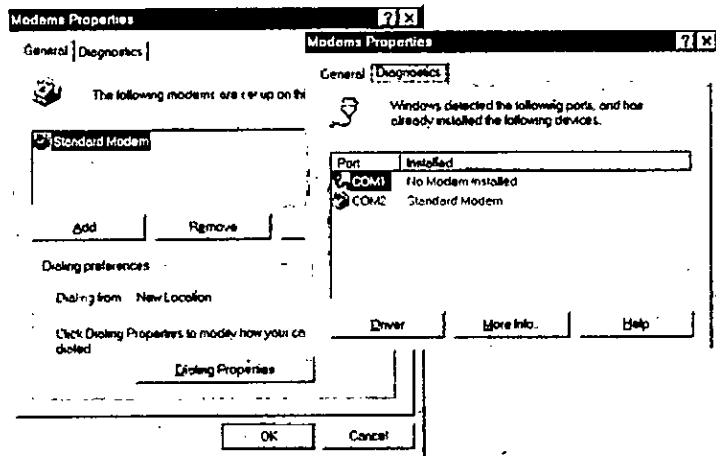 Modems Properties
? X
General Diagnostics
The following modems are set up on thi
Standard Modem
Add Remove
Dialing preferences
Dialing from New Location
Click Dialing Properties to modify how your ca
dialed
Dialing Properties
OK Cancel
Modems Properties
? X
General Diagnostics
Windows detected the following ports, and has
already installed the following devices.
Port Installed
COM1 No Modem Installed
COM2 Standard Modem
Driver More Info.. Help